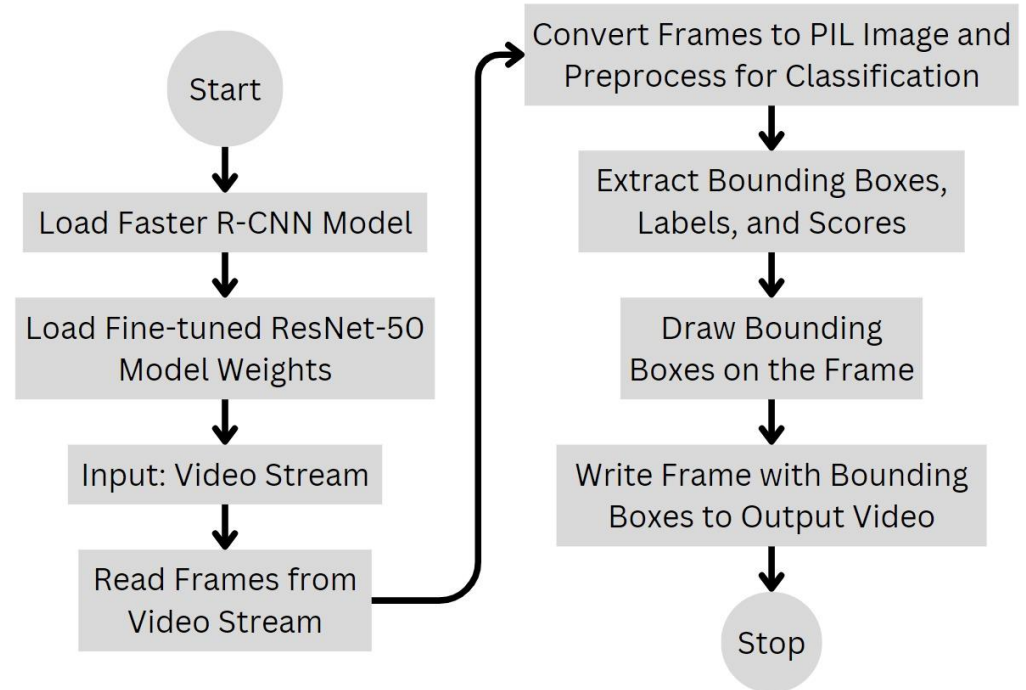 Start
Load Faster R-CNN Model
Load Fine-tuned ResNet-50
Model Weights
Input: Video Stream
Read Frames from
Video Stream
Convert Frames to PIL Image and
Preprocess for Classification
Extract Bounding Boxes,
Labels, and Scores
Draw Bounding
Boxes on the Frame
Write Frame with Bounding
Boxes to Output Video
Stop